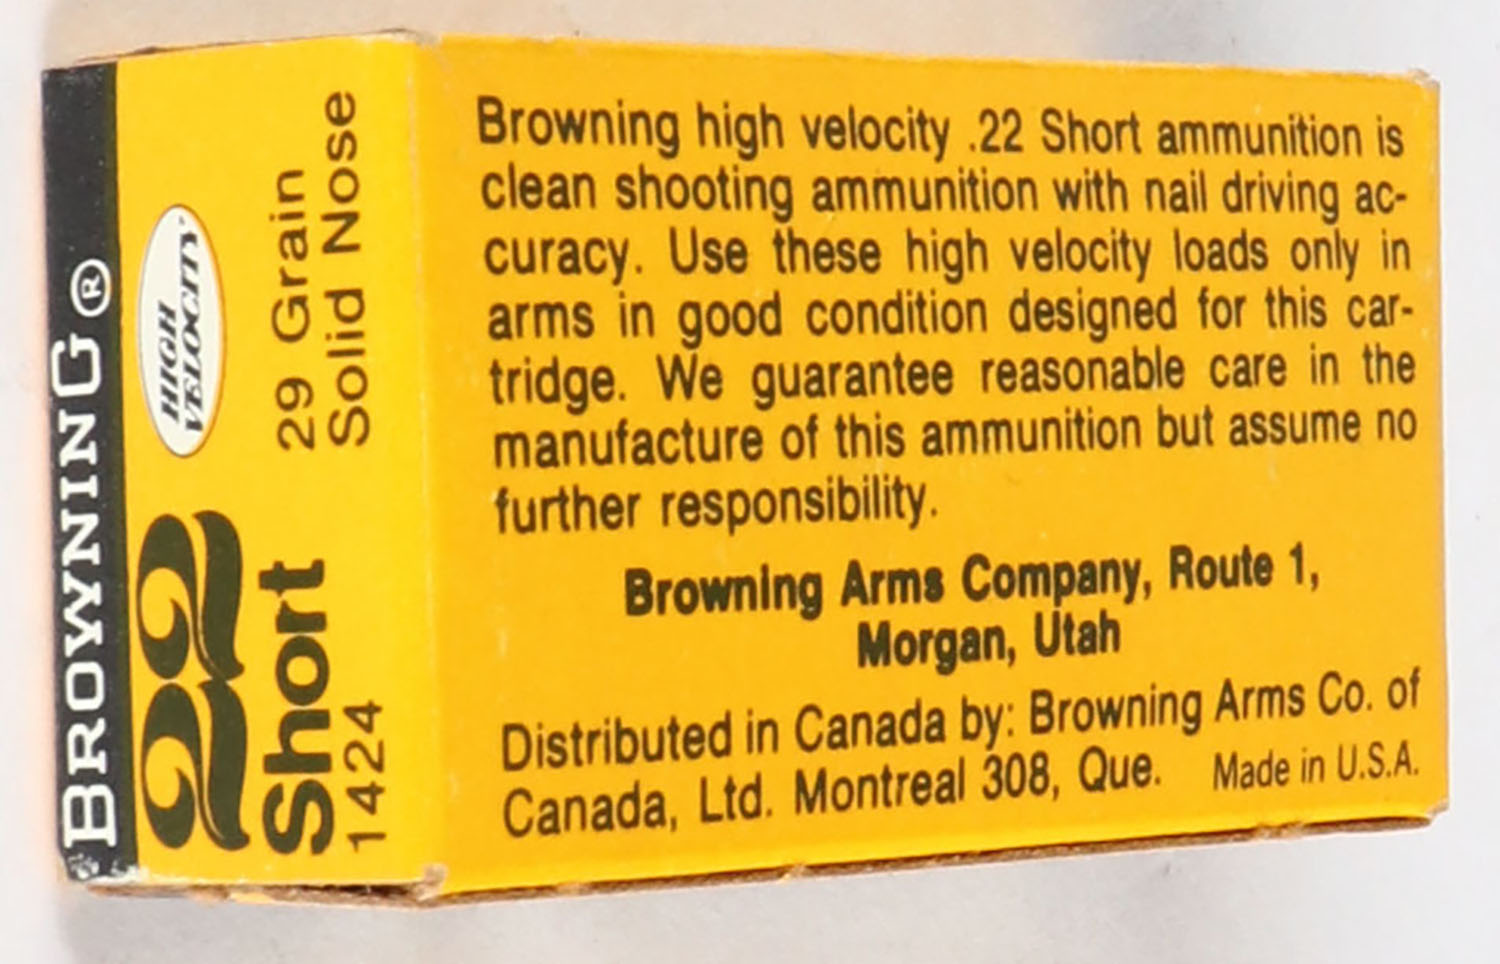 BROWNING®
HIGH
VELOCITY
22
Short
1424
29 Grain
Solid Nose
Browning high velocity .22 Short ammunition is
clean shooting ammunition with nail driving ac-
curacy. Use these high velocity loads only in
arms in good condition designed for this car-
tridge. We guarantee reasonable care in the
manufacture of this ammunition but assume no
further responsibility.
Browning Arms Company, Route 1,
Morgan, Utah
Distributed in Canada by: Browning Arms Co. of
Canada, Ltd. Montreal 308, Que. Made in U.S.A.